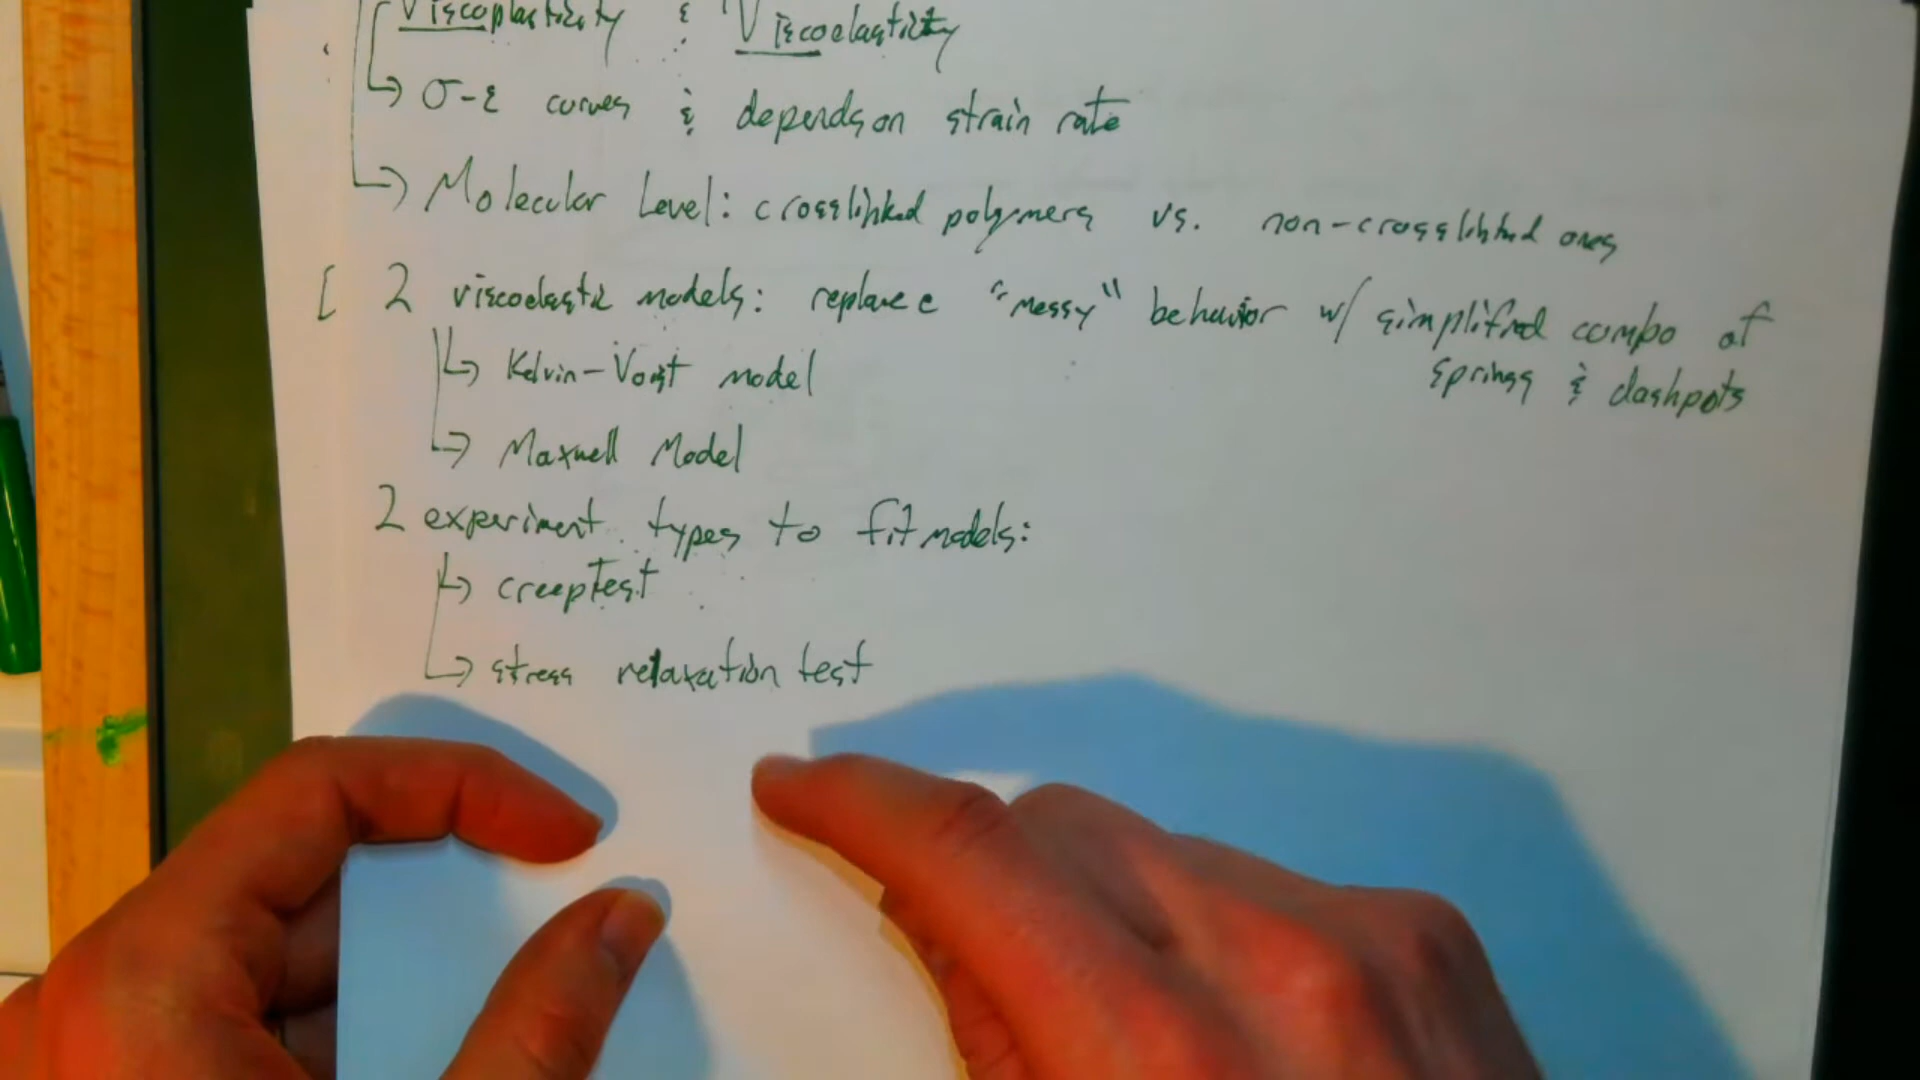 Viscoplasticity & Viscoelasticity
↳ σ-ε curves & depends on strain rate
↳ Molecular Level: crosslinked polymers vs. non-crosslinked ones
[ 2 viscoelastic models: replace "messy" behavior w/ simplified combo of
springs & dashpots
↳ Kelvin-Voigt model
↳ Maxwell Model
2 experiment types to fit models:
↳ creep test
↳ stress relaxation test